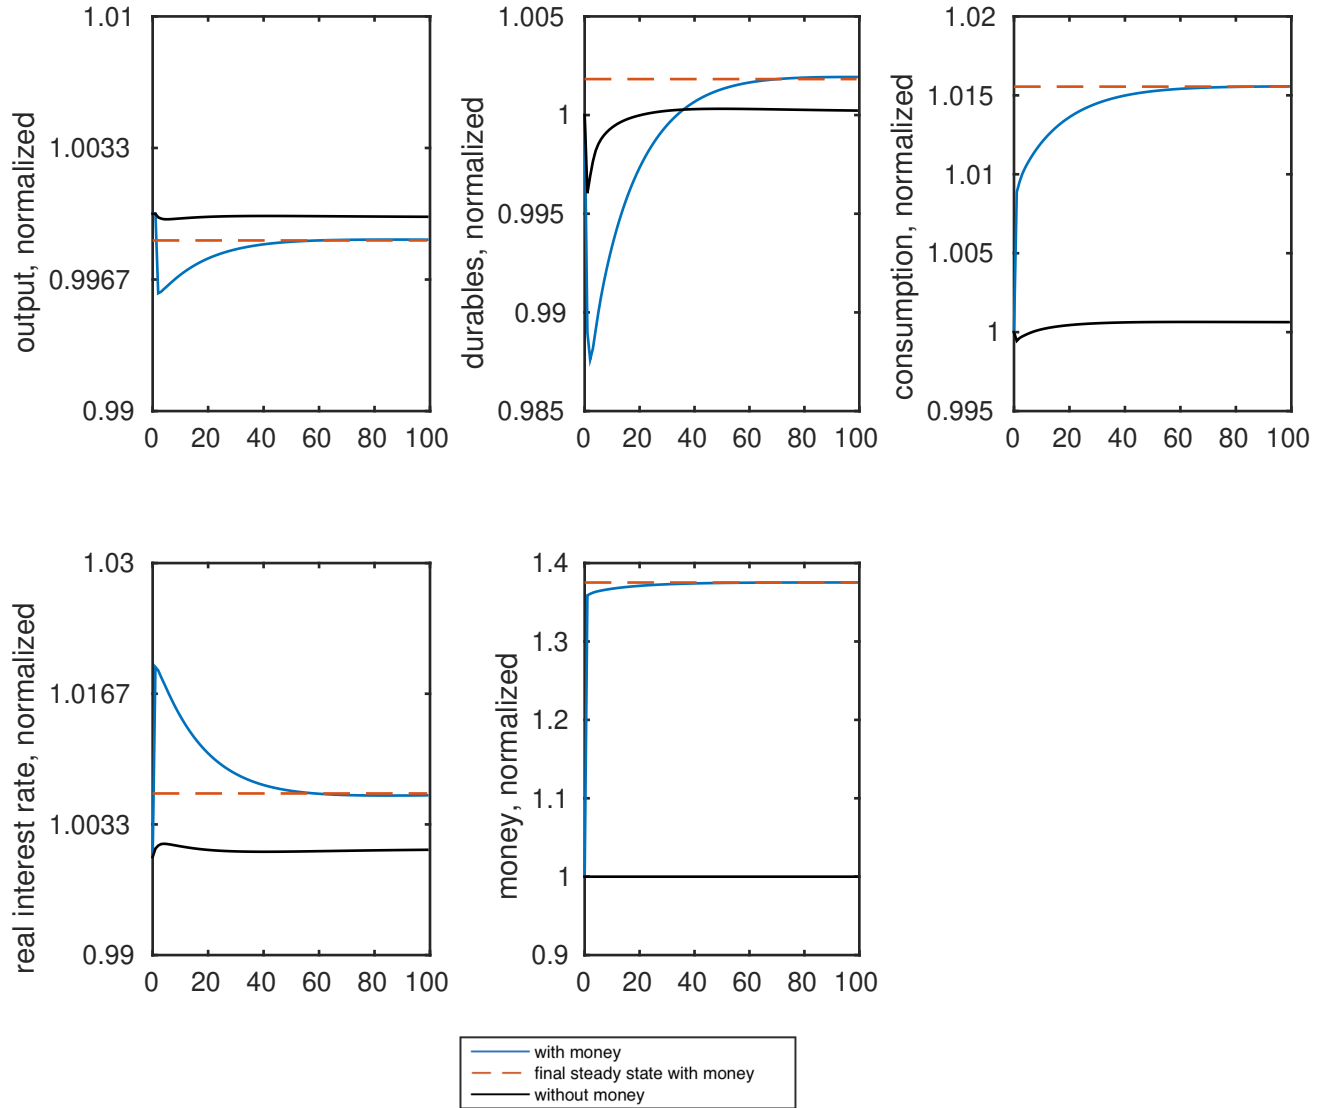 1.01
1.0033
0.9967
0.99
0 20 40 60 80 100
output, normalized
1.005
1
0.995
0.99
0.985
0 20 40 60 80 100
durables, normalized
1.02
1.015
1.01
1.005
1
0.995
0 20 40 60 80 100
consumption, normalized
1.03
1.0167
1.0033
0.99
0 20 40 60 80 100
real interest rate, normalized
1.4
1.3
1.2
1.1
1
0.9
0 20 40 60 80 100
money, normalized
with money
final steady state with money
without money